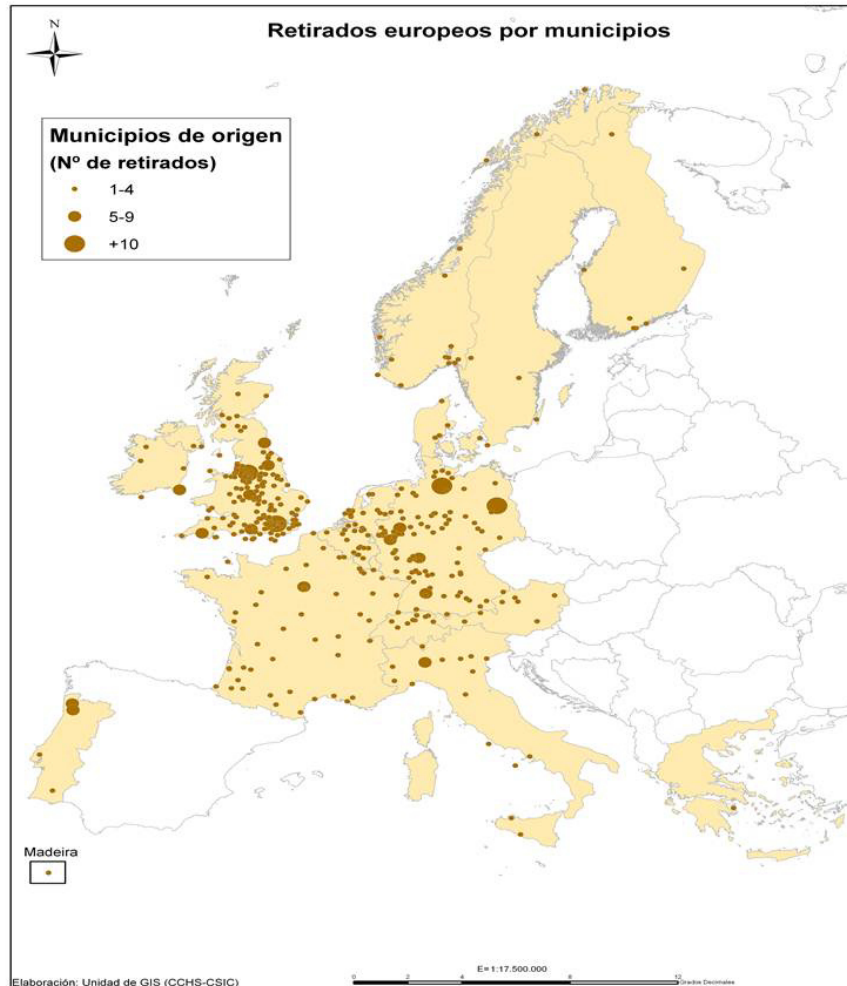 Retirados europeos por municipios
N
Municipios de origen
(Nº de retirados)
1-4
5-9
+10
Madeira
E=1:17.500.000
0 2 4 8 12
Grados Decimales
Elaboración: Unidad de GIS (CCHS-CSIC)